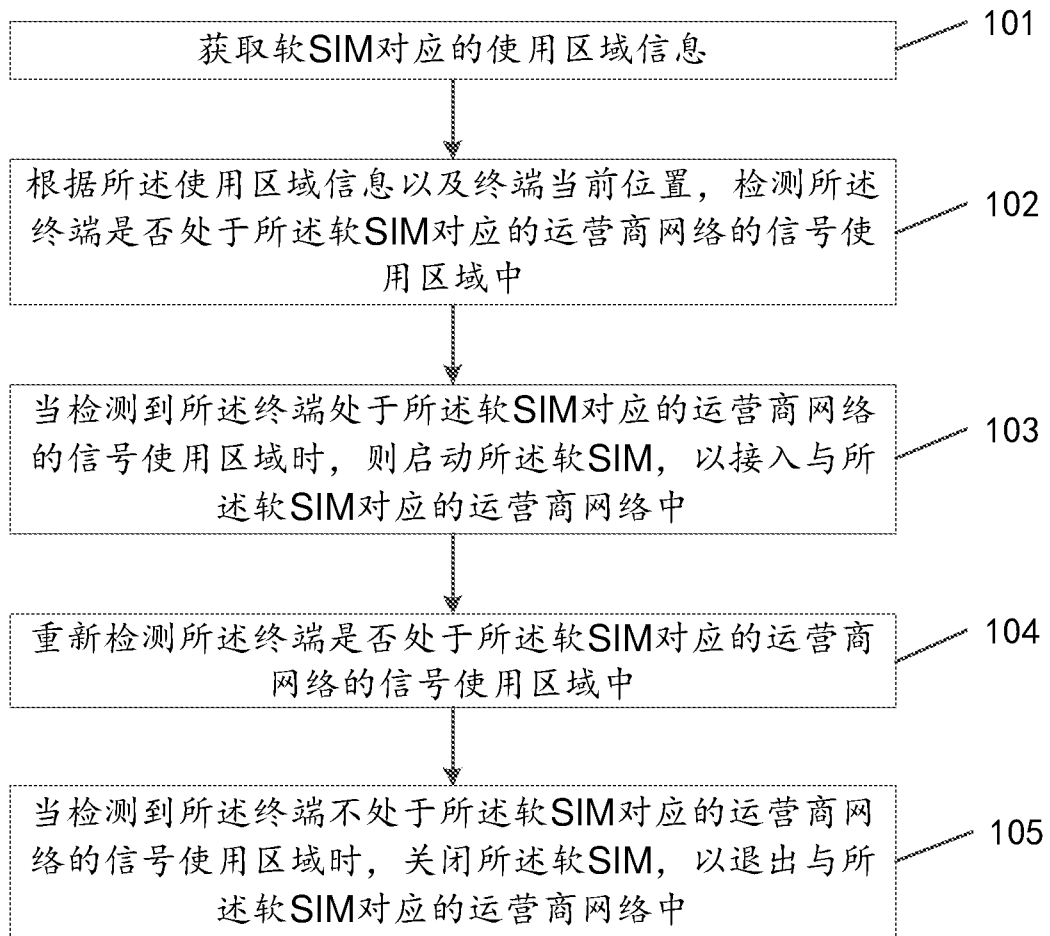 获取软SIM对应的使用区域信息
101
根据所述使用区域信息以及终端当前位置，检测所述
终端是否处于所述软SIM对应的运营商网络的信号使
用区域中
102
当检测到所述终端处于所述软SIM对应的运营商网络
的信号使用区域时，则启动所述软SIM，以接入与所
述软SIM对应的运营商网络中
103
重新检测所述终端是否处于所述软SIM对应的运营商
网络的信号使用区域中
104
当检测到所述终端不处于所述软SIM对应的运营商网
络的信号使用区域时，关闭所述软SIM，以退出与所
述软SIM对应的运营商网络中
105